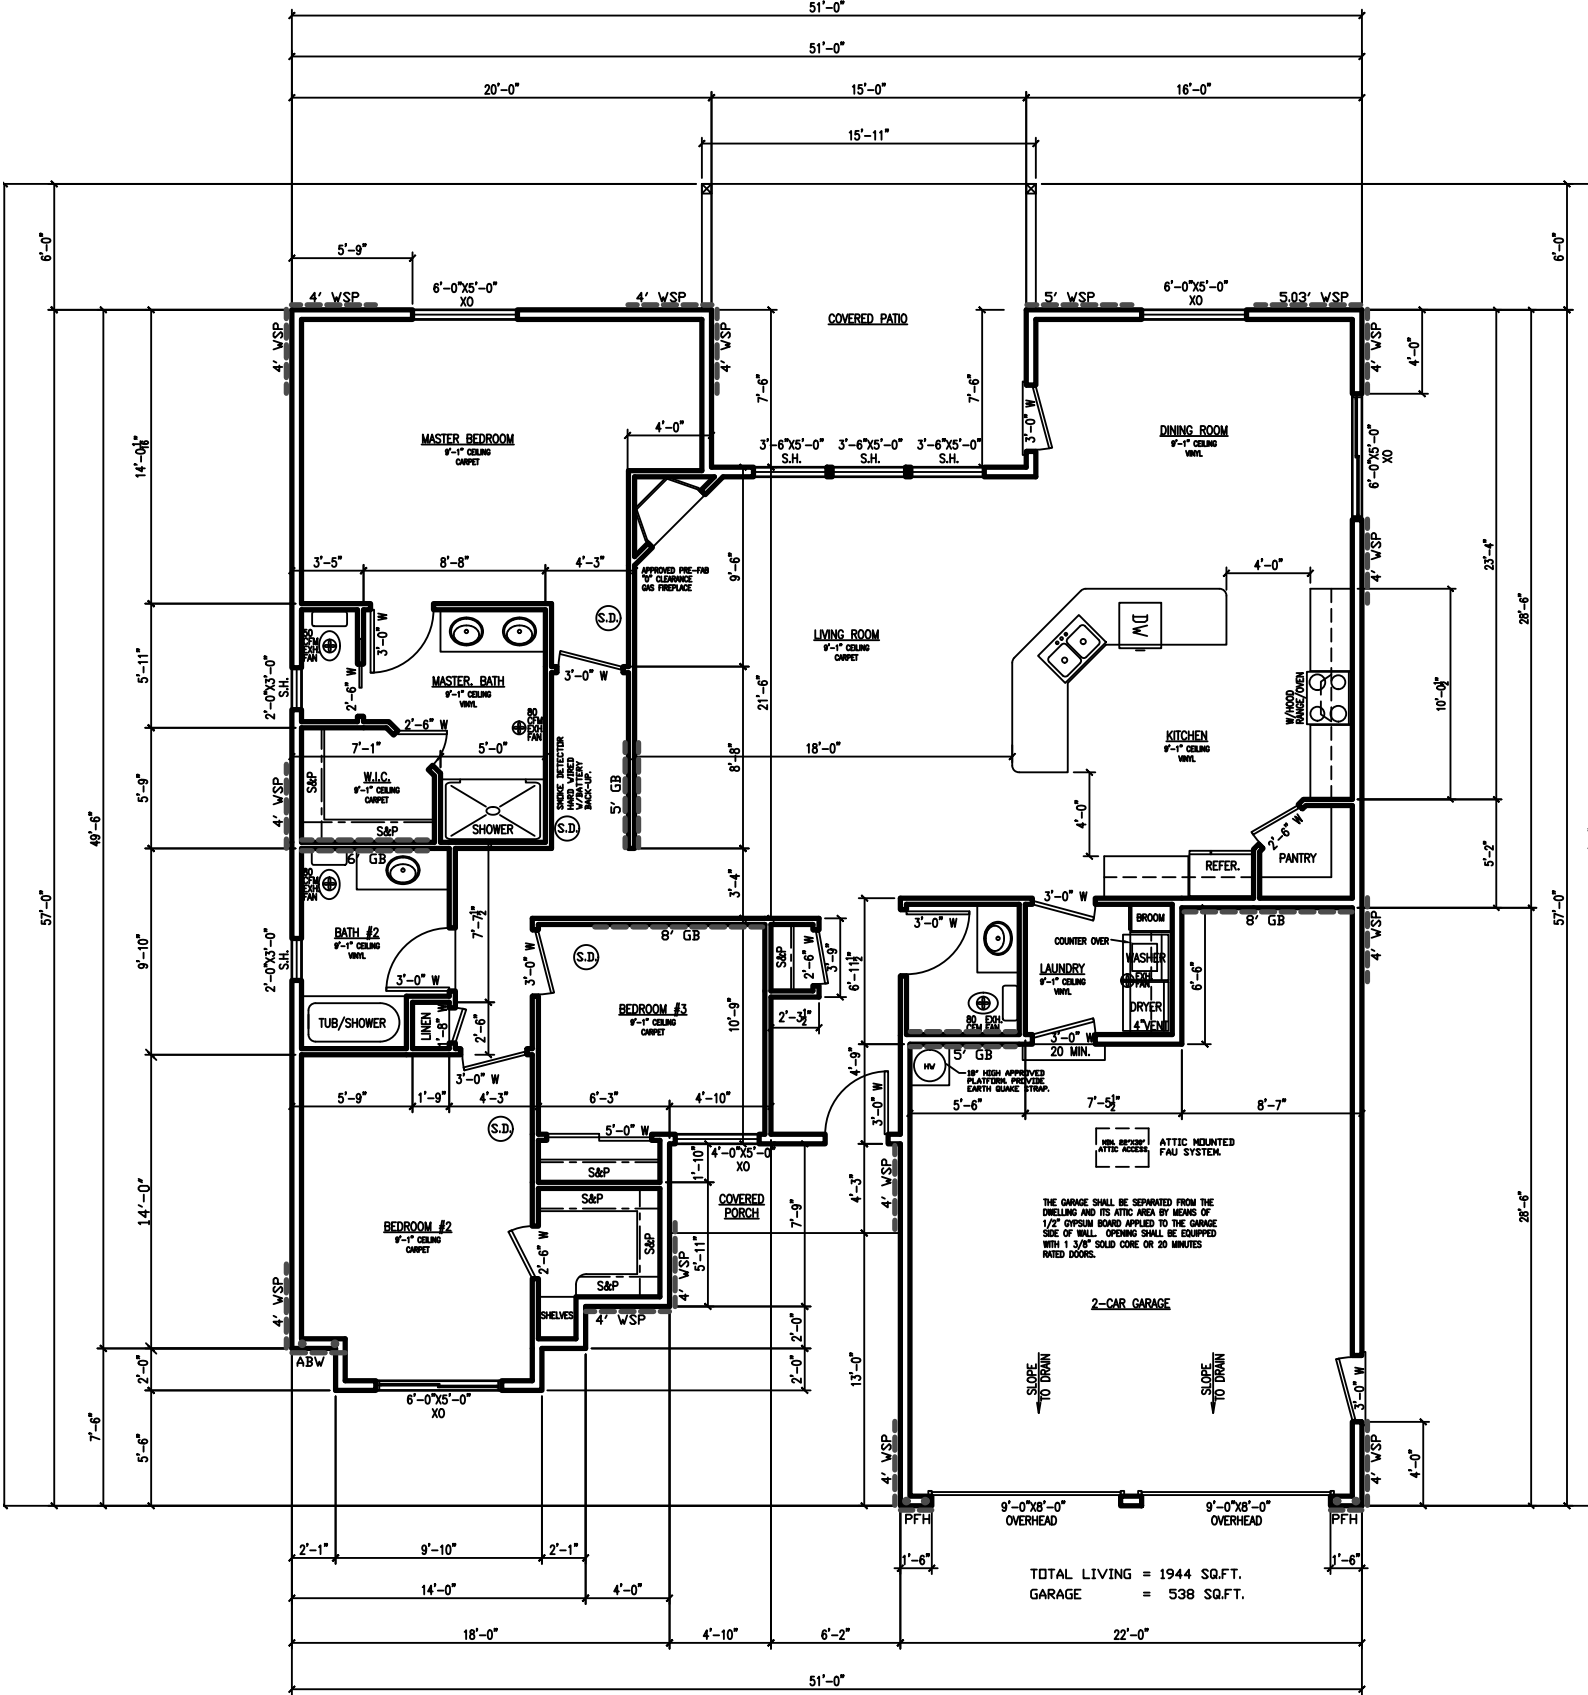 51'-0"
51'-0"
20'-0"
15'-0"
16'-0"
15'-11"
6'-0"
6'-0"
5'-9"
6'-0"X5'-0"
XO
6'-0"X5'-0"
XO
4' WSP
4' WSP
5' WSP
5.03' WSP
4' WSP
4' WSP
4' WSP
COVERED PATIO
4'-0"
7'-6"
7'-6"
3'-0" W
MASTER BEDROOM
9'-1" CEILING
CARPET
4'-0"
3'-6"X5'-0"
S.H.
3'-6"X5'-0"
S.H.
3'-6"X5'-0"
S.H.
DINING ROOM
9'-1" CEILING
VINYL
6'-0"X5'-0"
XO
4' WSP
23'-4"
28'-6"
3'-5"
8'-8"
4'-3"
9'-6"
APPROVED PRE-FAB
"0" CLEARANCE
GAS FIREPLACE
4'-0"
S.D.
DW
LIVING ROOM
9'-1" CEILING
CARPET
80
CFM
EXH.
FAN
3'-0" W
5'-11"
2'-0"X3'-0"
S.H.
2'-6" W
MASTER. BATH
9'-1" CEILING
VINYL
3'-0" W
21'-6"
W/HOOD
RANGE/OVEN
10'-0½"
2'-6" W
80
CFM
EXH.
FAN
KITCHEN
9'-1" CEILING
VINYL
7'-1"
5'-0"
18'-0"
8'-8"
S&P
W.I.C.
9'-1" CEILING
CARPET
S&P
SHOWER
SMOKE DETECTOR
HARD WIRED
W/BATTERY
BACK-UP.
S.D.
5' GB
5'-9"
4' WSP
49'-6"
4'-0"
2'-6" W
5'-2"
6' GB
REFER.
PANTRY
80
CFM
EXH.
FAN
3'-4"
57'-0"
57'-0"
3'-0" W
3'-0" W
BROOM
8' GB
4' WSP
BATH #2
9'-1" CEILING
VINYL
7'-7½"
9'-10"
2'-0"X3'-0"
S.H.
3'-0" W
3'-0" W
S.D.
8' GB
S&P
2'-6" W
3'-9"
6'-11½"
COUNTER OVER
WASHER
LAUNDRY
9'-1" CEILING
VINYL
EXH.
FAN
6'-6"
TUB/SHOWER
LINEN
1'-8" W
2'-6"
BEDROOM #3
9'-1" CEILING
CARPET
10'-9"
2'-3½"
80
CFM
EXH.
FAN
DRYER
4"VENT
3'-0" W
20 MIN.
5' GB
HW
18" HIGH APPROVED
PLATFORM. PROVIDE
EARTH QUAKE STRAP.
4'-9"
3'-0" W
5'-9"
1'-9"
4'-3"
6'-3"
4'-10"
5'-6"
7'-5½"
8'-7"
3'-0" W
S.D.
5'-0" W
4'-0"X5'-0"
XO
ATTIC ACCESS
ATTIC MOUNTED
FAU SYSTEM.
S&P
1'-10"
S&P
COVERED
PORCH
4' WSP
4'-3"
THE GARAGE SHALL BE SEPARATED FROM THE
DWELLING AND ITS ATTIC AREA BY MEANS OF
1/2" GYPSUM BOARD APPLIED TO THE GARAGE
SIDE OF WALL. OPENING SHALL BE EQUIPPED
WITH 1 3/8" SOLID CORE OR 20 MINUTES
RATED DOORS.
14'-0"
28'-6"
BEDROOM #2
9'-1" CEILING
CARPET
2'-6" W
S&P
S&P
5'-11"
7'-9"
4' WSP
4' WSP
SHELVES
4' WSP
2-CAR GARAGE
2'-0"
2'-0"
ABW
2'-0"
6'-0"X5'-0"
XO
13'-0"
SLOPE
TO DRAIN
SLOPE
TO DRAIN
3'-0" W
7'-6"
5'-6"
4' WSP
4' WSP
4'-0"
PFH
9'-0"X8'-0"
OVERHEAD
9'-0"X8'-0"
OVERHEAD
PFH
2'-1"
9'-10"
2'-1"
1'-6"
1'-6"
TOTAL LIVING = 1944 SQ.FT.
GARAGE = 538 SQ.FT.
14'-0"
4'-0"
18'-0"
4'-10"
6'-2"
22'-0"
51'-0"